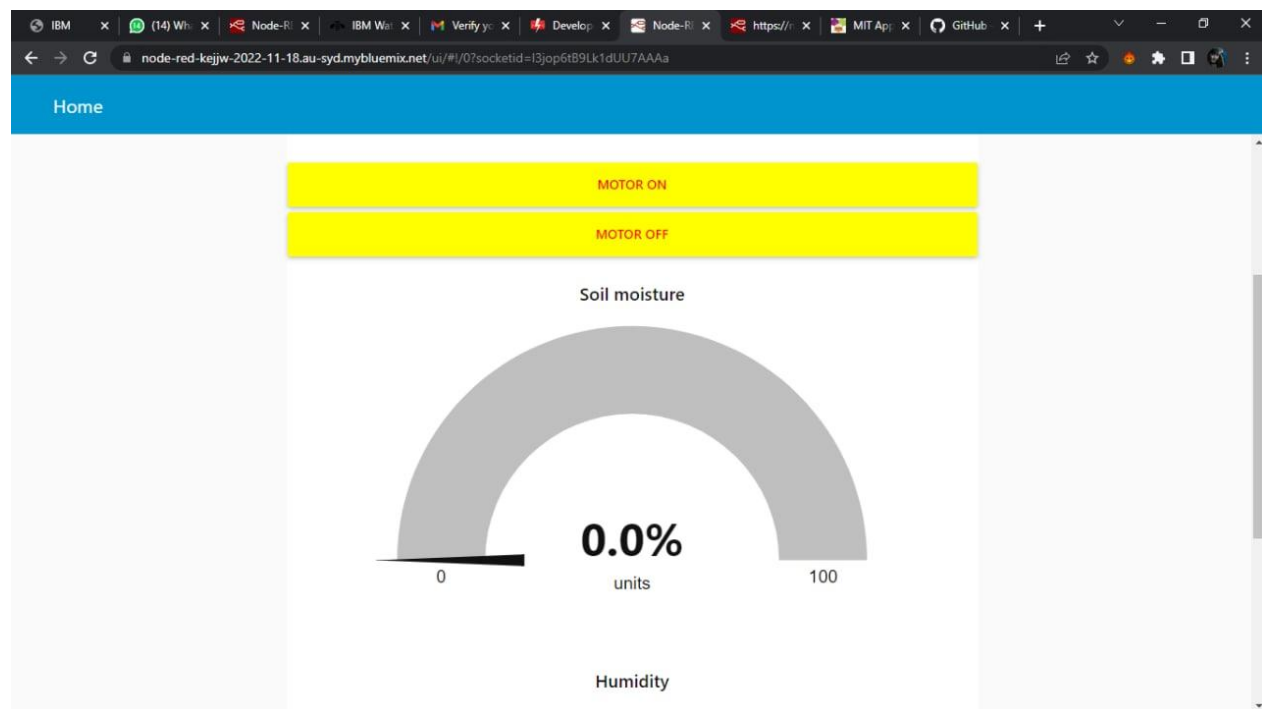 IBM
(14) Wh
Node-R
IBM Wa
Verify yo
Develop
Node-R
https://n
MIT App
GitHub
node-red-kejjw-2022-11-18.au-syd.mybluemix.net/ui/#!/0?socketid=l3jop6tB9Lk1dUU7AAAa
Home
MOTOR ON
MOTOR OFF
Soil moisture
0.0%
0
units
100
Humidity